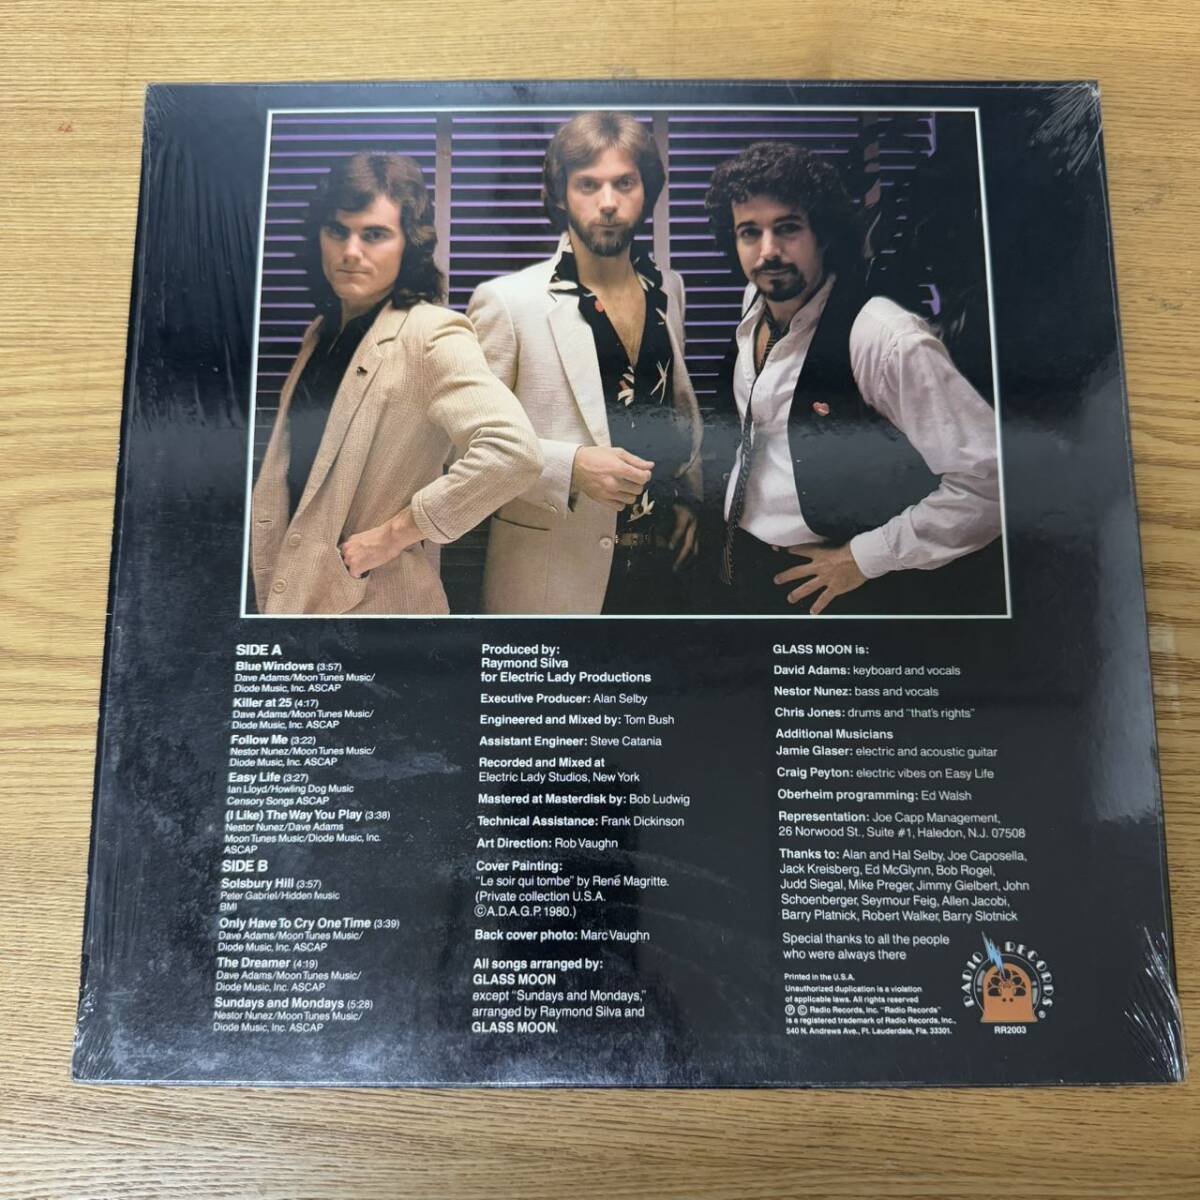 SIDE A
Blue Windows (3:57)
Dave Adams/Moon Tunes Music/
Diode Music, Inc. ASCAP
Killer at 25 (4:17)
Dave Adams/Moon Tunes Music/
Diode Music, Inc. ASCAP
Follow Me (3:22)
Nestor Nunez/Moon Tunes Music/
Diode Music, Inc. ASCAP
Easy Life (3:27)
Ian Lloyd/Howling Dog Music
Censory Songs ASCAP
(I Like) The Way You Play (3:38)
Nestor Nunez/Dave Adams
Moon Tunes Music/Diode Music, Inc.
ASCAP
SIDE B
Solsbury Hill (3:57)
Peter Gabriel/Hidden Music
BMI
Only Have To Cry One Time (3:39)
Dave Adams/Moon Tunes Music/
Diode Music, Inc. ASCAP
The Dreamer (4:19)
Dave Adams/Moon Tunes Music/
Diode Music, Inc. ASCAP
Sundays and Mondays (5:28)
Nestor Nunez/Moon Tunes Music/
Diode Music, Inc. ASCAP
Produced by:
Raymond Silva
for Electric Lady Productions
Executive Producer: Alan Selby
Engineered and Mixed by: Tom Bush
Assistant Engineer: Steve Catania
Recorded and Mixed at
Electric Lady Studios, New York
Mastered at Masterdisk by: Bob Ludwig
Technical Assistance: Frank Dickinson
Art Direction: Rob Vaughn
Cover Painting:
"Le soir qui tombe" by René Magritte.
(Private collection U.S.A.
©A.D.A.G.P. 1980.)
Back cover photo: Marc Vaughn
All songs arranged by:
GLASS MOON
except "Sundays and Mondays,"
arranged by Raymond Silva and
GLASS MOON.
GLASS MOON is:
David Adams: keyboard and vocals
Nestor Nunez: bass and vocals
Chris Jones: drums and "that's rights"
Additional Musicians
Jamie Glaser: electric and acoustic guitar
Craig Peyton: electric vibes on Easy Life
Oberheim programming: Ed Walsh
Representation: Joe Capp Management,
26 Norwood St., Suite #1, Haledon, N.J. 07508
Thanks to: Alan and Hal Selby, Joe Caposella,
Jack Kreisberg, Ed McGlynn, Bob Rogel,
Judd Siegal, Mike Preger, Jimmy Gielbert, John
Schoenberger, Seymour Feig, Allen Jacobi,
Barry Platnick, Robert Walker, Barry Slotnick
Special thanks to all the people
who were always there
Printed in the U.S.A.
Unauthorized duplication is a violation
of applicable laws. All rights reserved
℗ © Radio Records, Inc. "Radio Records"
is a registered trademark of Radio Records, Inc.,
540 N. Andrews Ave., Ft. Lauderdale, Fla. 33301.
RADIO RECORDS®
RR2003